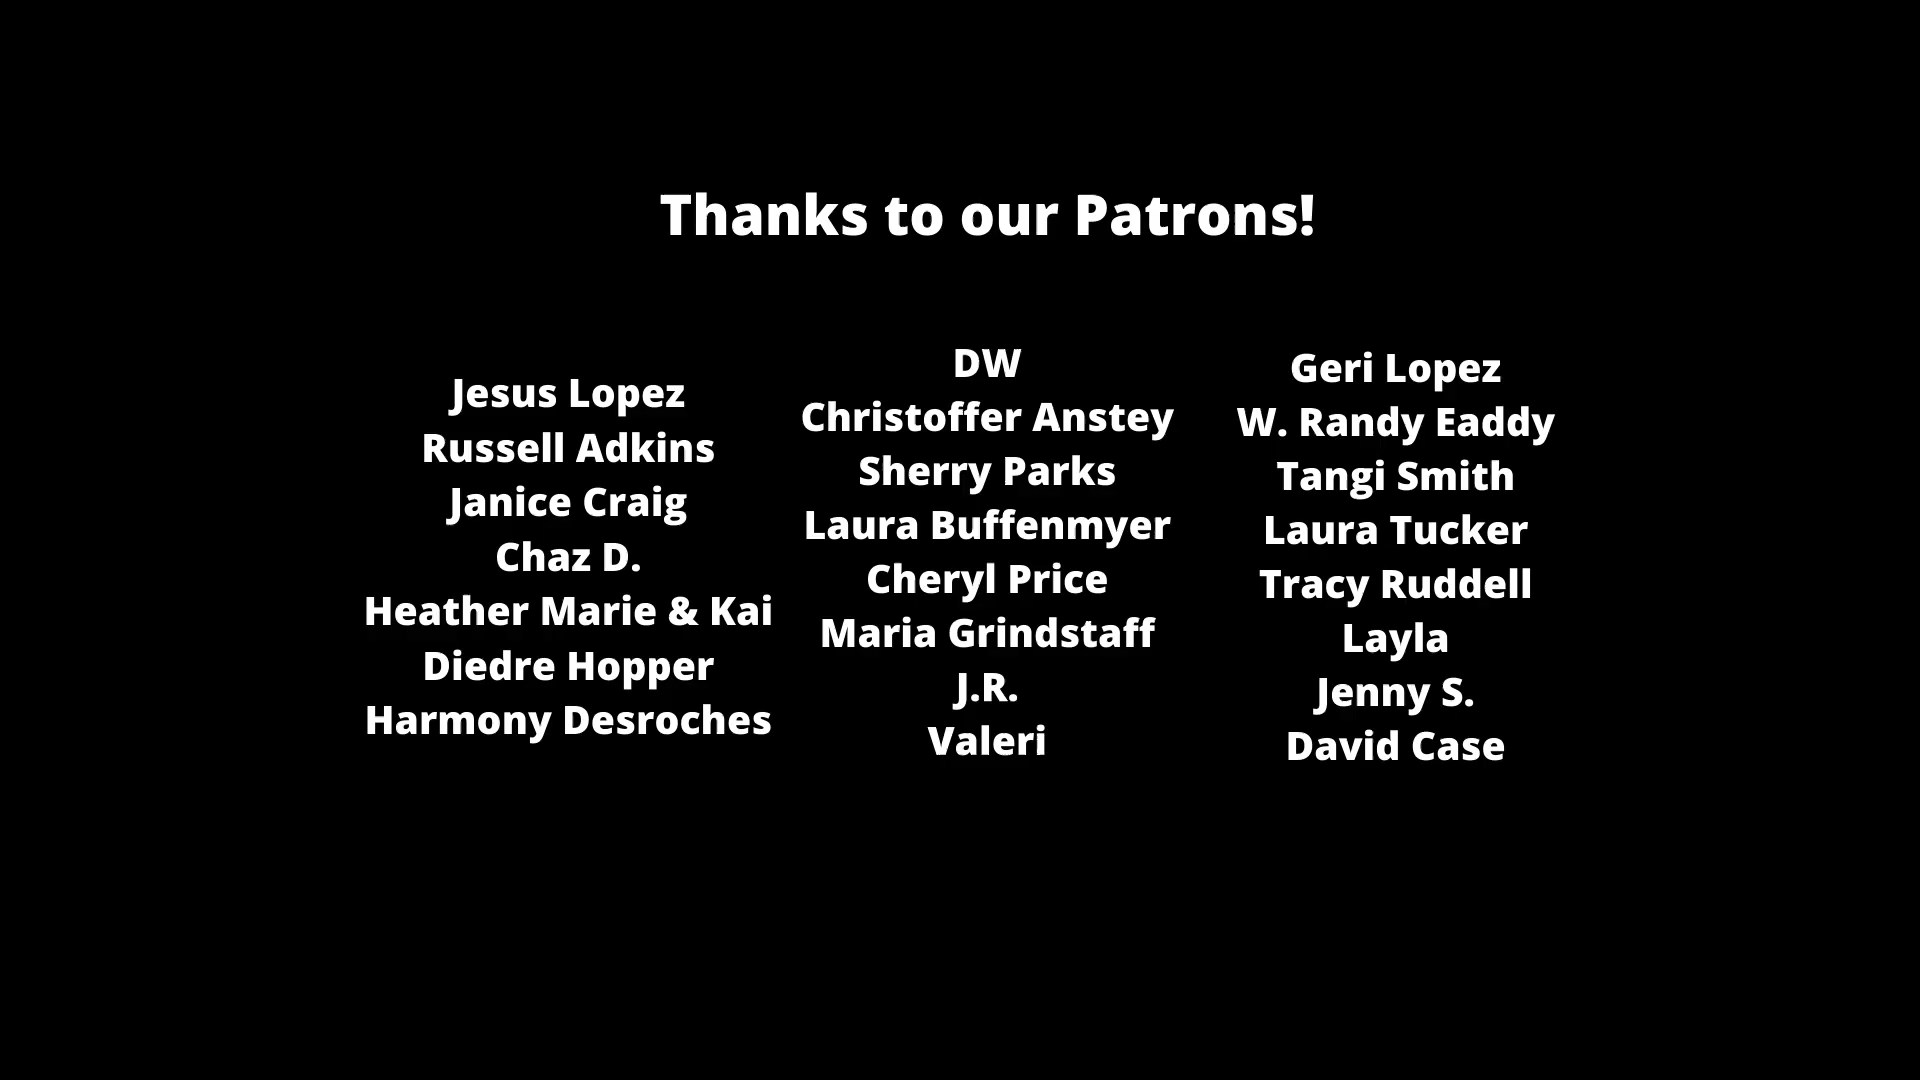 Thanks to our Patrons!
Jesus Lopez
Russell Adkins
Janice Craig
Chaz D.
Heather Marie & Kai
Diedre Hopper
Harmony Desroches
DW
Christoffer Anstey
Sherry Parks
Laura Buffenmyer
Cheryl Price
Maria Grindstaff
J.R.
Valeri
Geri Lopez
W. Randy Eaddy
Tangi Smith
Laura Tucker
Tracy Ruddell
Layla
Jenny S.
David Case